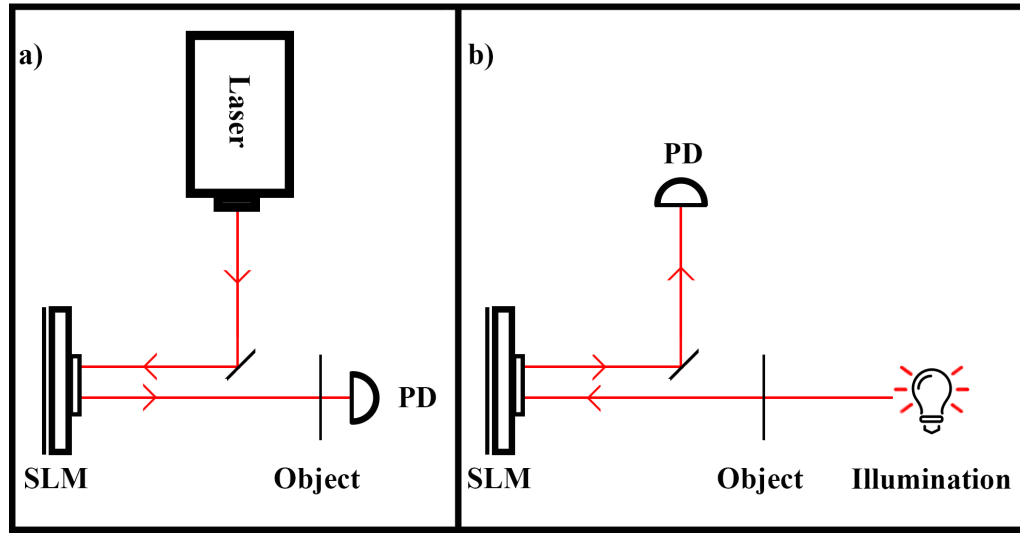 a)
Laser
PD
SLM
Object
b)
PD
SLM
Object
Illumination